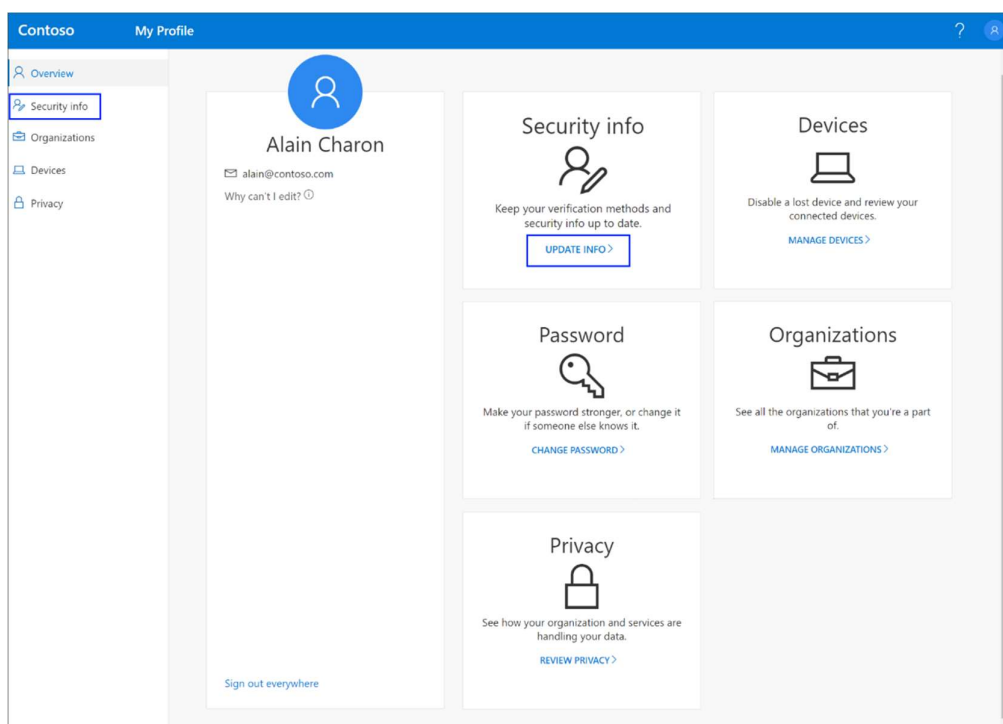 Contoso
My Profile
?
Overview
Security info
Organizations
Devices
Privacy
Alain Charon
alain@contoso.com
Why can't I edit?
Sign out everywhere
Security info
Keep your verification methods and
security info up to date.
UPDATE INFO >
Devices
Disable a lost device and review your
connected devices.
MANAGE DEVICES >
Password
Make your password stronger, or change it
if someone else knows it.
CHANGE PASSWORD >
Organizations
See all the organizations that you're a part
of.
MANAGE ORGANIZATIONS >
Privacy
See how your organization and services are
handling your data.
REVIEW PRIVACY >